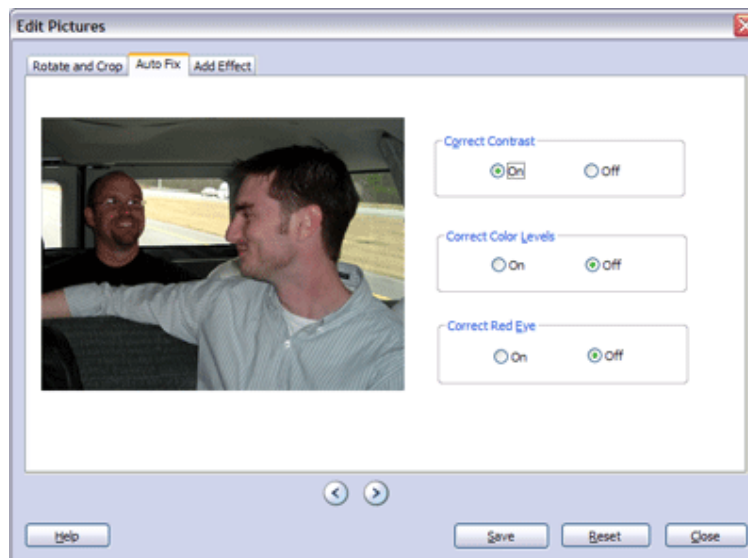 Edit Pictures
Rotate and Crop Auto Fix Add Effect
Correct Contrast
On Off
Correct Color Levels
On Off
Correct Red Eye
On Off
Help Save Reset Close